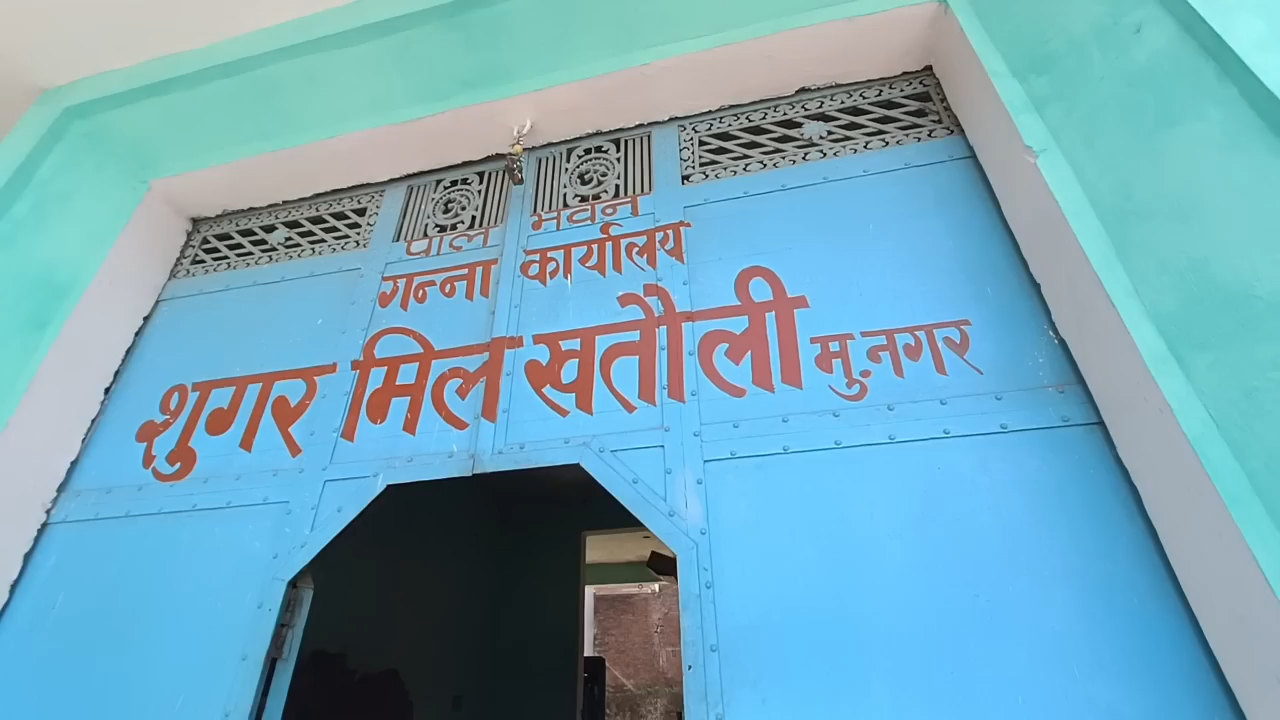 पाल भवन
गन्ना कार्यालय
शुगर मिल खतौली मु.नगर